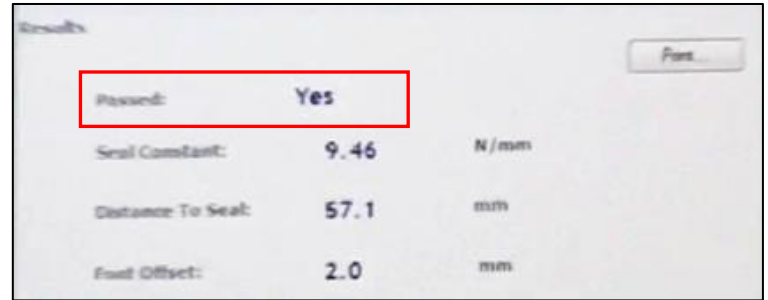 Results
Print...
Passed: Yes
Seal Constant: 9.46 N/mm
Distance To Seal: 57.1 mm
Font Offset: 2.0 mm